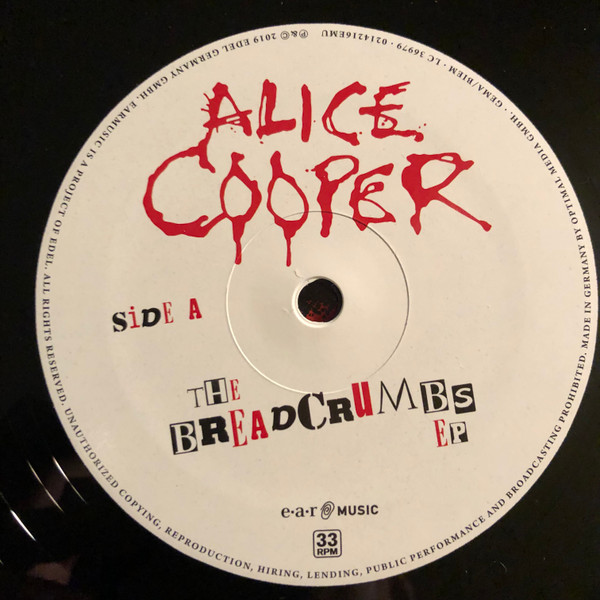 ALICE
COOPER
SiDE A
THE
BREADCRUMBS
EP
e·a·r MUSIC
33
RPM
℗&© 2019 EDEL GERMANY GMBH. EARMUSIC IS A PROJECT OF EDEL. ALL RIGHTS RESERVED. UNAUTHORIZED COPYING, REPRODUCTION, HIRING, LENDING, PUBLIC PERFORMANCE AND BROADCASTING PROHIBITED. MADE IN GERMANY BY OPTIMAL MEDIA GMBH. · GEMA/BIEM · LC 36979 · 0214216EMU